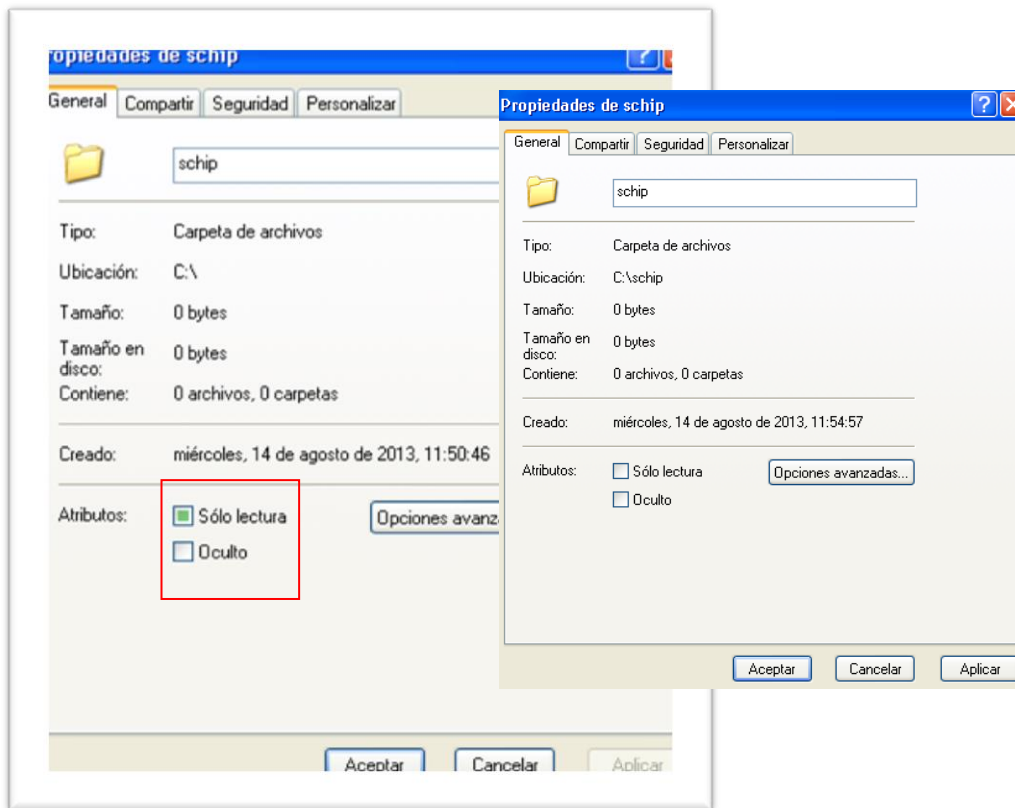 Propiedades de schip
General Compartir Seguridad Personalizar
schip
Tipo: Carpeta de archivos
Ubicación: C:\
Tamaño: 0 bytes
Tamaño en disco: 0 bytes
Contiene: 0 archivos, 0 carpetas
Creado: miércoles, 14 de agosto de 2013, 11:50:46
Atributos: Sólo lectura Opciones avanz
Oculto
Aceptar Cancelar Aplicar
Propiedades de schip
General Compartir Seguridad Personalizar
schip
Tipo: Carpeta de archivos
Ubicación: C:\schip
Tamaño: 0 bytes
Tamaño en disco: 0 bytes
Contiene: 0 archivos, 0 carpetas
Creado: miércoles, 14 de agosto de 2013, 11:54:57
Atributos: Sólo lectura Opciones avanzadas...
Oculto
Aceptar Cancelar Aplicar